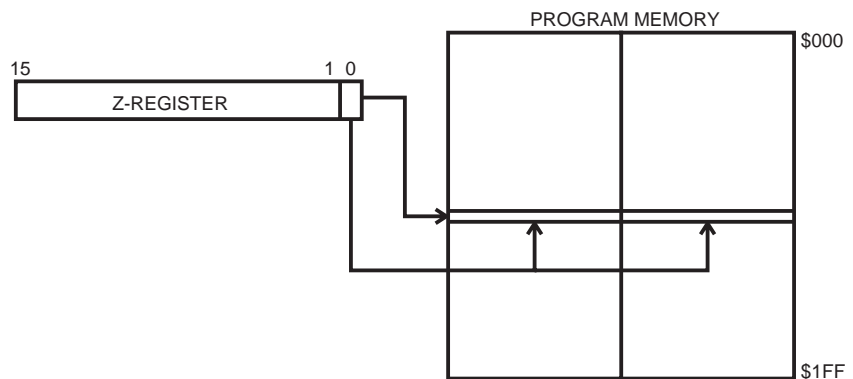 PROGRAM MEMORY
$000
15 1 0
Z-REGISTER
$1FF